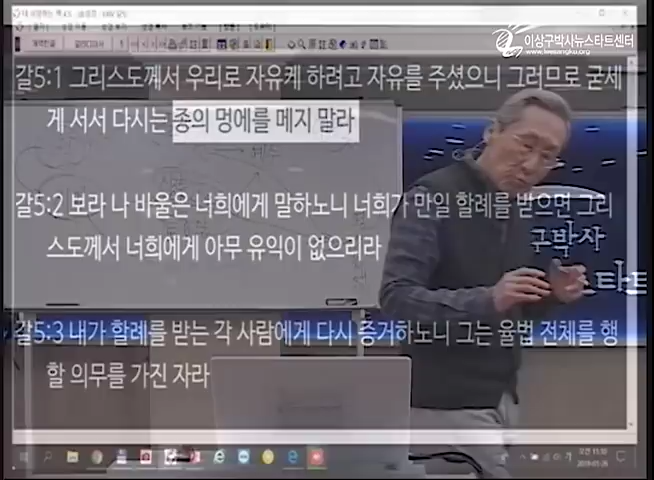 이상구박사뉴스타트센터
www.leesangku.org
갈5:1 그리스도께서 우리로 자유케 하려고 자유를 주셨으니 그러므로 굳세
게 서서 다시는 종의 멍에를 메지 말라
갈5:2 보라 나 바울은 너희에게 말하노니 너희가 만일 할례를 받으면 그리
스도께서 너희에게 아무 유익이 없으리라
구박사
스타트
갈5:3 내가 할례를 받는 각 사람에게 다시 증거하노니 그는 율법 전체를 행
할 의무를 가진 자라